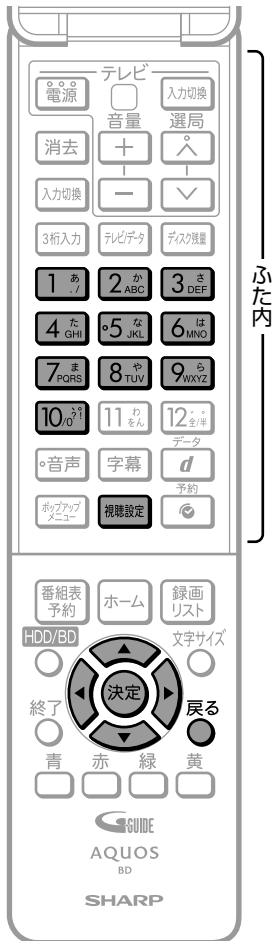 テレビ
電源
入力切換
音量 選局
消去
+
入力切換
−
3桁入力 テレビ/データ ディスク残量
1 あ ./ 2 か ABC 3 さ DEF
4 た GHI 5 な JKL 6 は MNO
7 ま PQRS 8 や TUV 9 ら WXYZ
10/0 ?! 11 わをん 12 全/半
データ
音声 字幕 d
予約
ポップアップメニュー 視聴設定
ふた内
番組表 予約 ホーム 録画リスト
HDD/BD 文字サイズ
決定
終了 戻る
青 赤 緑 黄
G-GUIDE
AQUOS
BD
SHARP